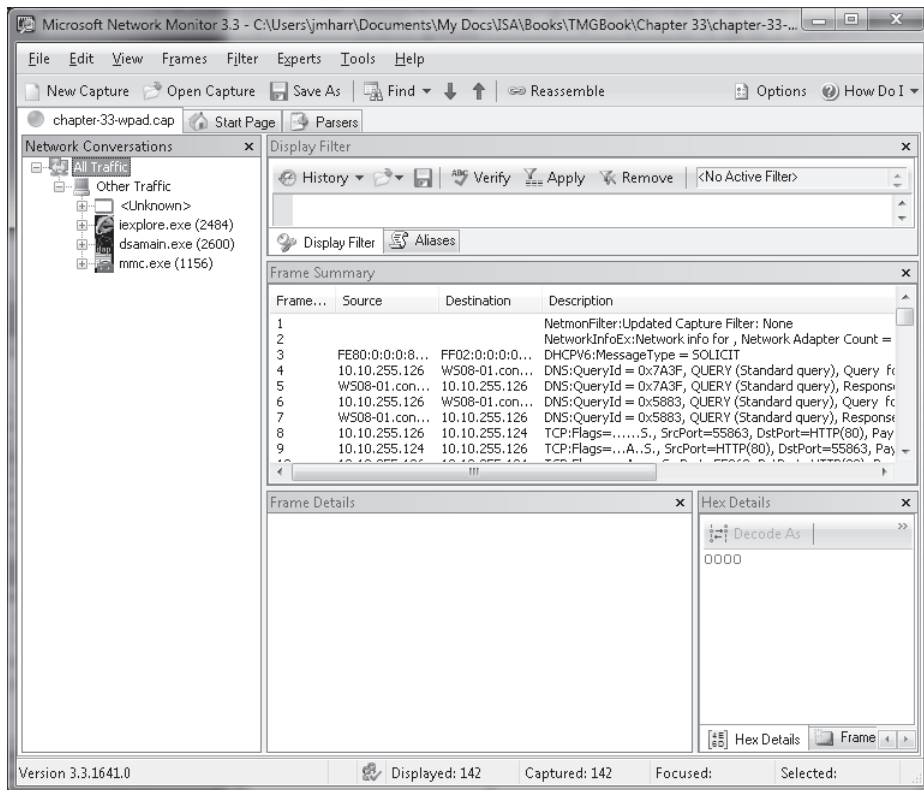 Microsoft Network Monitor 3.3 - C:\Users\jmharr\Documents\My Docs\ISA\Books\TMGBook\Chapter 33\chapter-33-...
File Edit View Frames Filter Experts Tools Help
New Capture Open Capture Save As Find Reassemble Options How Do I
chapter-33-wpad.cap Start Page Parsers
Network Conversations
All Traffic
Other Traffic
<Unknown>
iexplore.exe (2484)
dsamain.exe (2600)
mmc.exe (1156)
Display Filter
History Verify Apply Remove <No Active Filter>
Display Filter Aliases
Frame Summary
Frame... Source Destination Description
1 NetmonFilter:Updated Capture Filter: None
2 NetworkInfoEx:Network info for , Network Adapter Count =
3 FE80:0:0:0:8... FF02:0:0:0:0... DHCPV6:MessageType = SOLICIT
4 10.10.255.126 WS08-01.con... DNS:QueryId = 0x7A3F, QUERY (Standard query), Query fo
5 WS08-01.con... 10.10.255.126 DNS:QueryId = 0x7A3F, QUERY (Standard query), Response
6 10.10.255.126 WS08-01.con... DNS:QueryId = 0x5883, QUERY (Standard query), Query fo
7 WS08-01.con... 10.10.255.126 DNS:QueryId = 0x5883, QUERY (Standard query), Response
8 10.10.255.126 10.10.255.124 TCP:Flags=......S., SrcPort=55863, DstPort=HTTP(80), Pay
9 10.10.255.124 10.10.255.126 TCP:Flags=...A..S., SrcPort=HTTP(80), DstPort=55863, Pay
Frame Details
Hex Details
Decode As
0000
Hex Details Frame
Version 3.3.1641.0 Displayed: 142 Captured: 142 Focused: Selected: